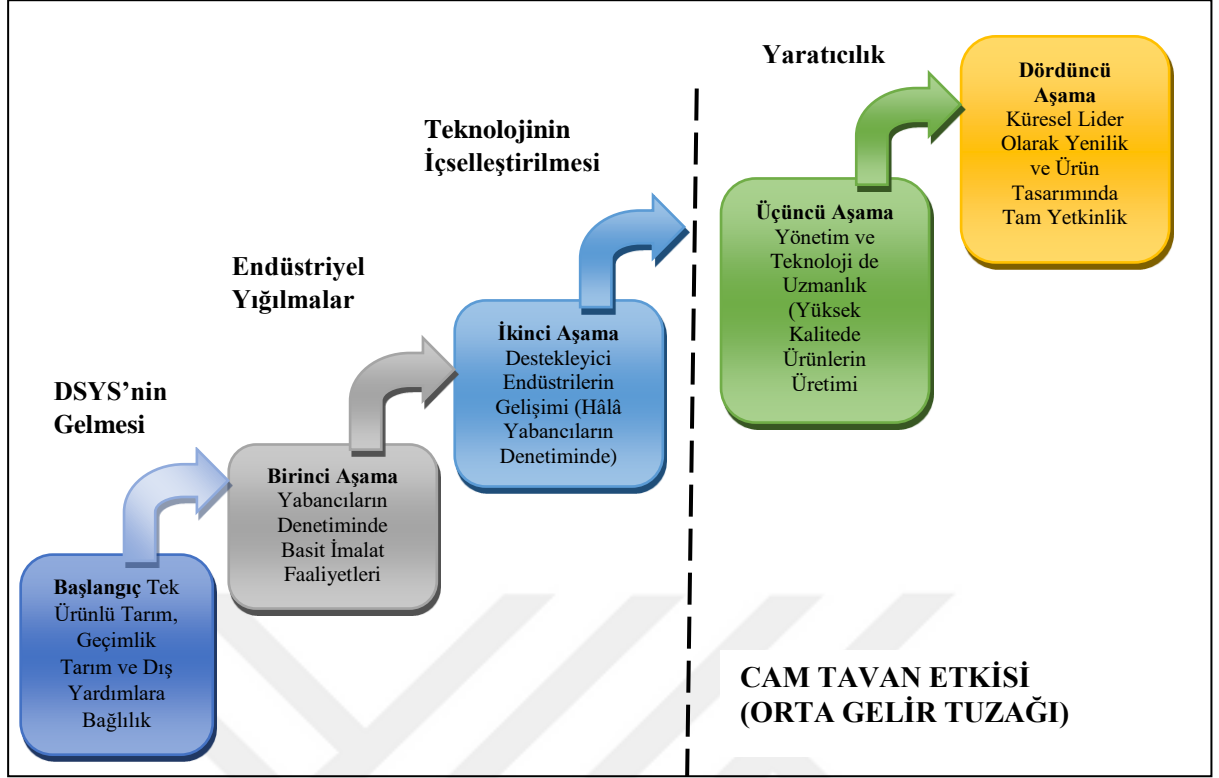 DSYS’nin
Gelmesi
Başlangıç Tek
Ürünlü Tarım,
Geçimlik
Tarım ve Dış
Yardımlara
Bağlılık
Endüstriyel
Yığılmalar
Birinci Aşama
Yabancıların
Denetiminde
Basit İmalat
Faaliyetleri
Teknolojinin
İçselleştirilmesi
İkinci Aşama
Destekleyici
Endüstrilerin
Gelişimi (Hâlâ
Yabancıların
Denetiminde)
Yaratıcılık
Üçüncü Aşama
Yönetim ve
Teknoloji de
Uzmanlık
(Yüksek
Kalitede
Ürünlerin
Üretimi
Dördüncü
Aşama
Küresel Lider
Olarak Yenilik
ve Ürün
Tasarımında
Tam Yetkinlik
CAM TAVAN ETKİSİ
(ORTA GELİR TUZAĞI)